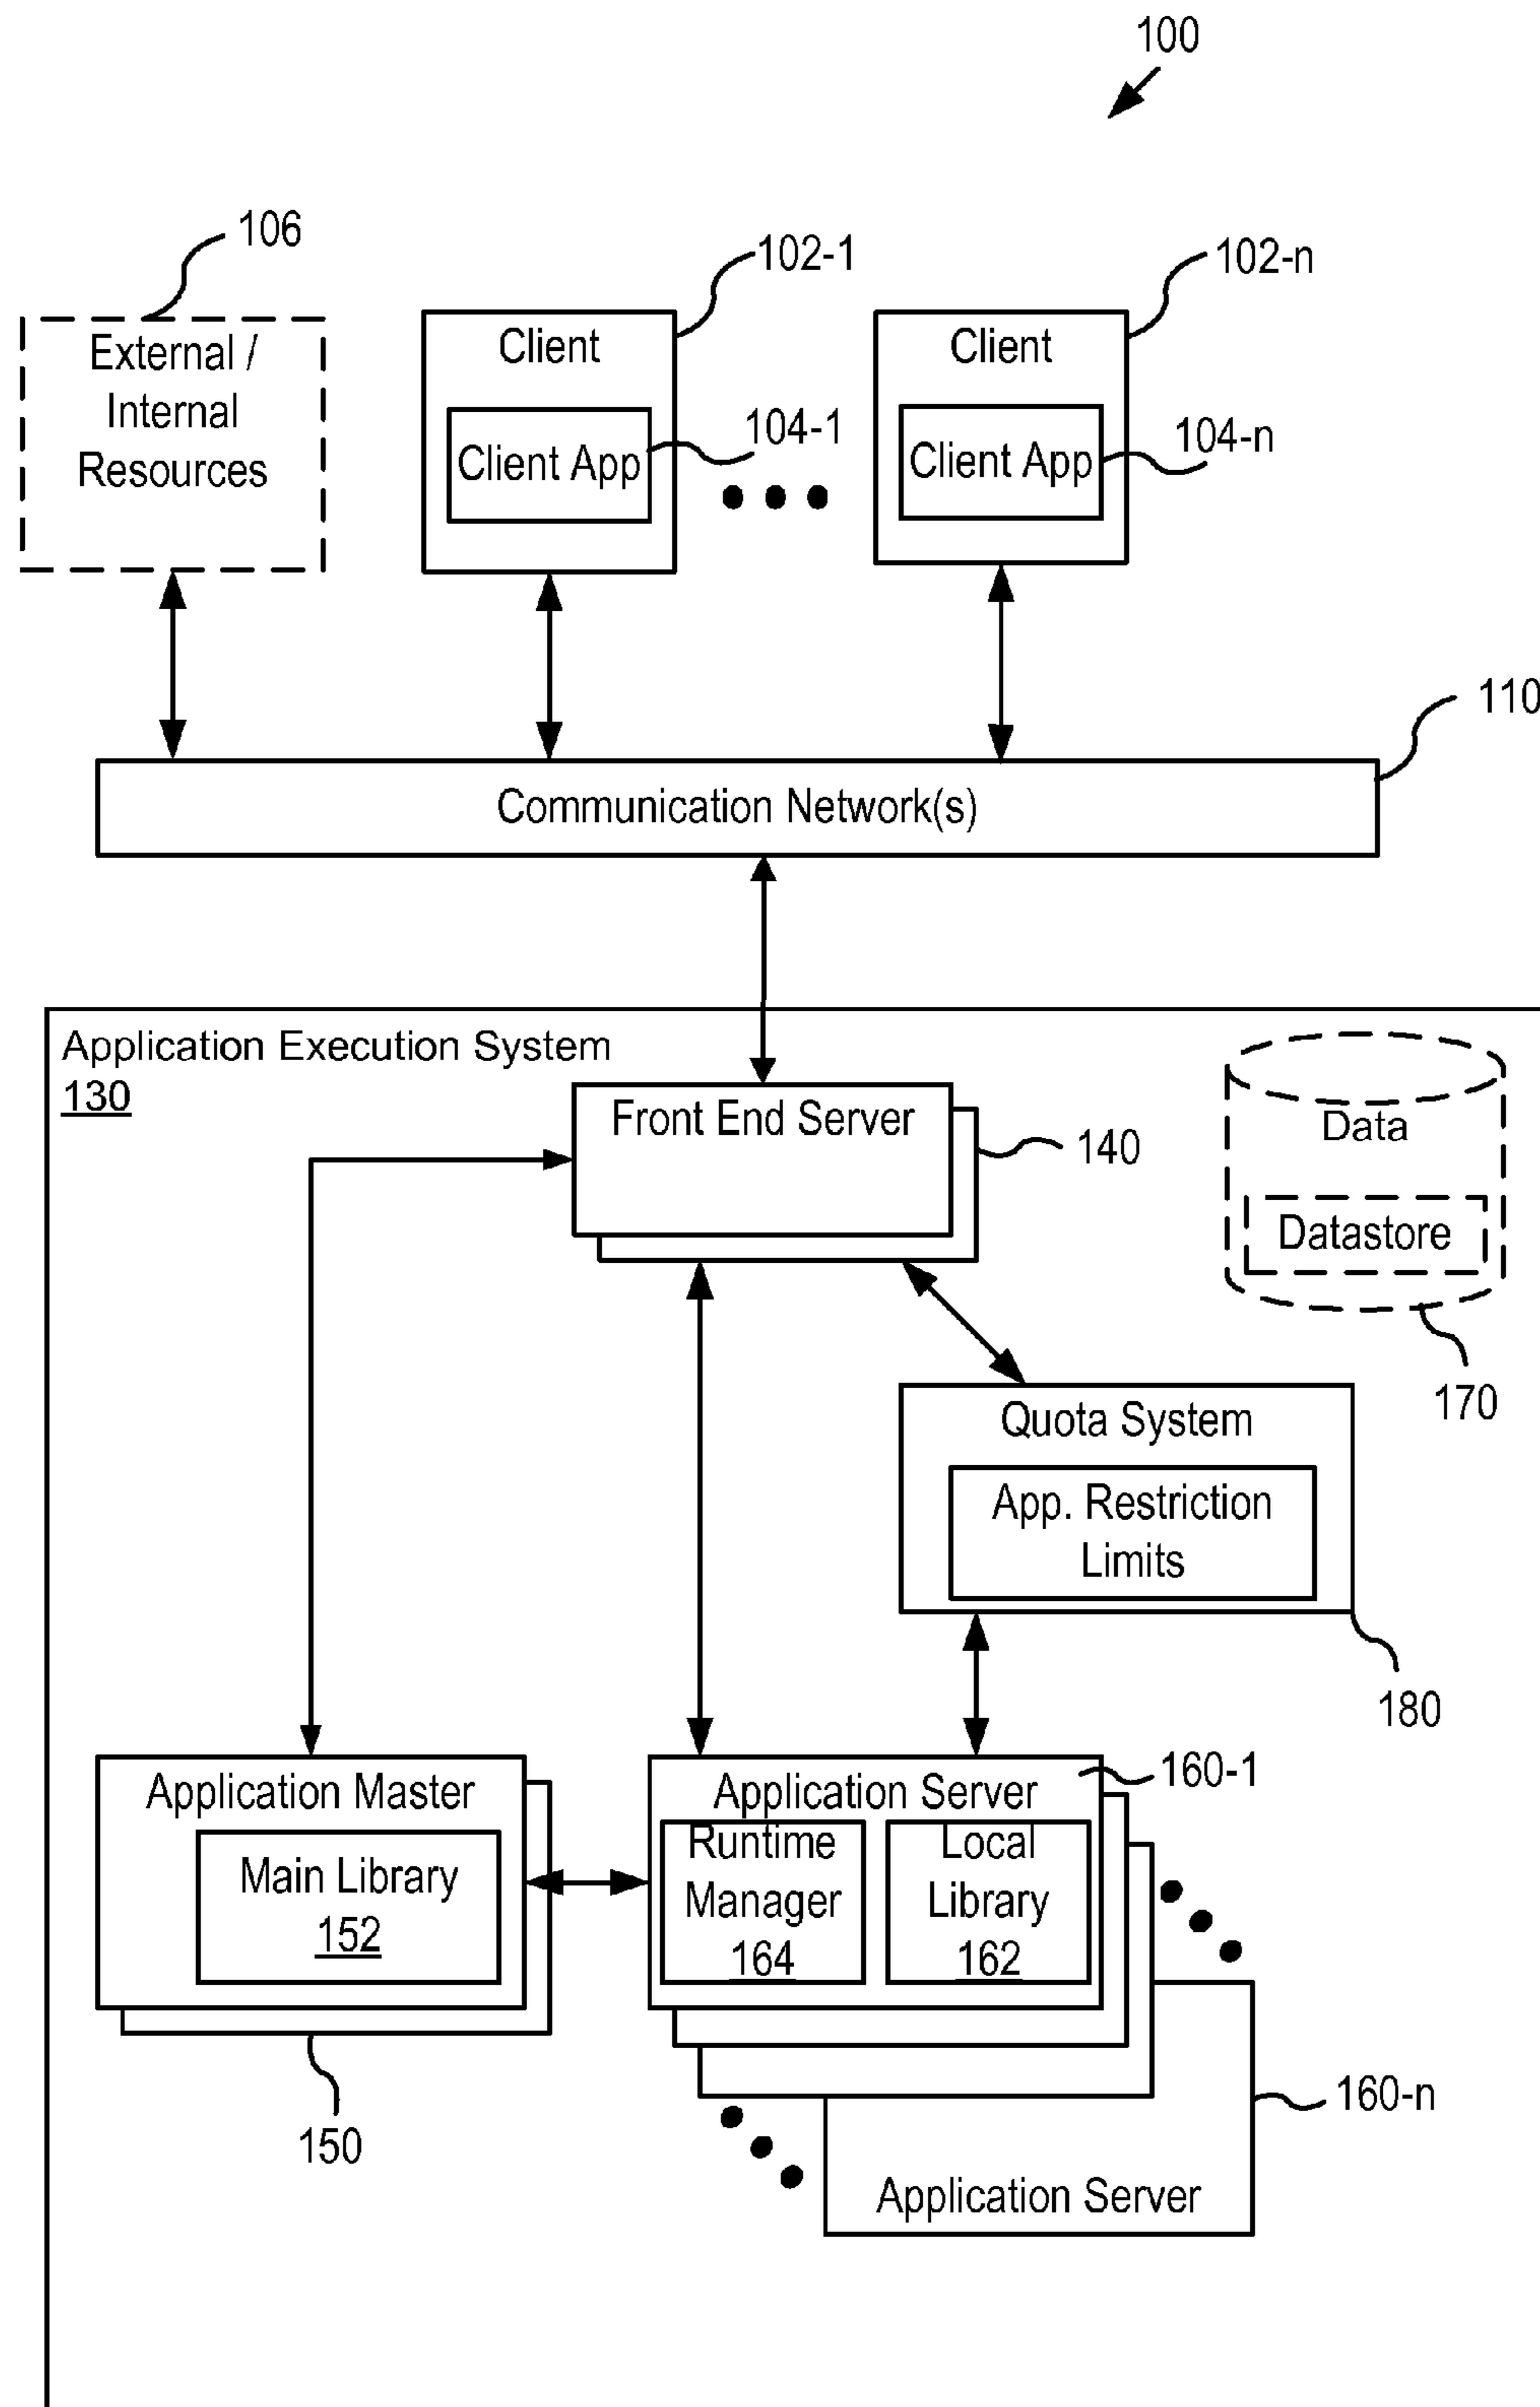 100
106
102-1
102-n
External /
Internal
Resources
Client
Client App
104-1
Client
Client App
104-n
110
Communication Network(s)
Application Execution System
130
Front End Server
140
Data
Datastore
170
Quota System
App. Restriction
Limits
180
Application Master
Main Library
152
150
160-1
Application Server
Runtime
Manager
164
Local
Library
162
160-n
Application Server